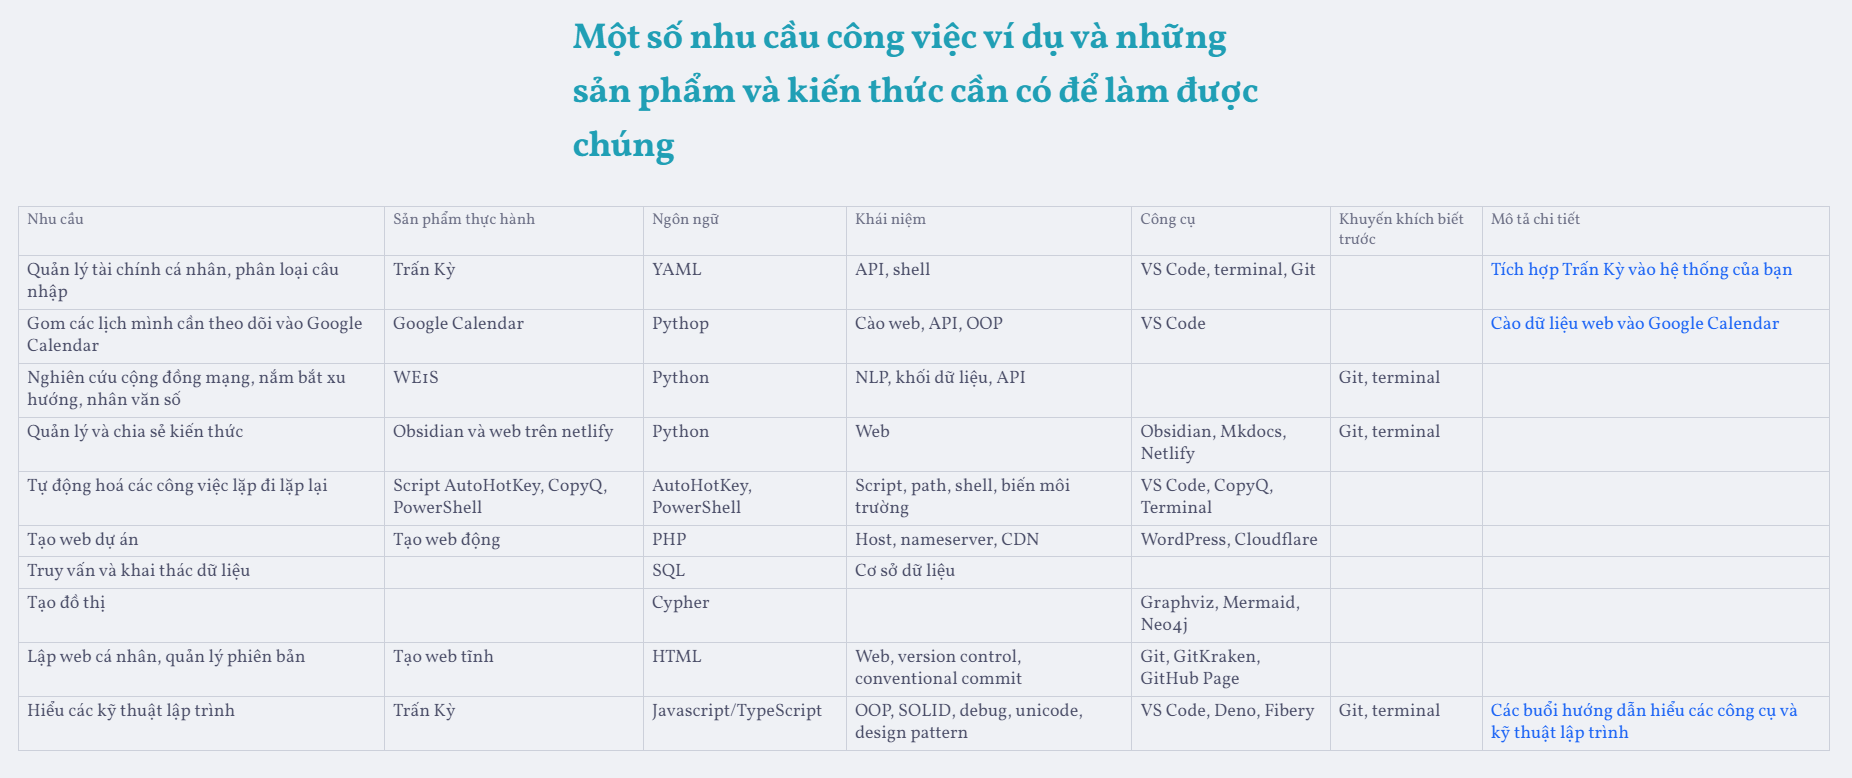 Một số nhu cầu công việc ví dụ và những
sản phẩm và kiến thức cần có để làm được
chúng
Nhu cầu
Sản phẩm thực hành
Ngôn ngữ
Khái niệm
Công cụ
Khuyến khích biết
trước
Mô tả chi tiết
Quản lý tài chính cá nhân, phân loại câu
nhập
Trấn Kỳ
YAML
API, shell
VS Code, terminal, Git
Tích hợp Trấn Kỳ vào hệ thống của bạn
Gom các lịch mình cần theo dõi vào Google
Calendar
Google Calendar
Pythop
Cào web, API, OOP
VS Code
Cào dữ liệu web vào Google Calendar
Nghiên cứu cộng đồng mạng, nắm bắt xu
hướng, nhân văn số
WE1S
Python
NLP, khối dữ liệu, API
Git, terminal
Quản lý và chia sẻ kiến thức
Obsidian và web trên netlify
Python
Web
Obsidian, Mkdocs,
Netlify
Git, terminal
Tự động hoá các công việc lặp đi lặp lại
Script AutoHotKey, CopyQ,
PowerShell
AutoHotKey,
PowerShell
Script, path, shell, biến môi
trường
VS Code, CopyQ,
Terminal
Tạo web dự án
Tạo web động
PHP
Host, nameserver, CDN
WordPress, Cloudflare
Truy vấn và khai thác dữ liệu
SQL
Cơ sở dữ liệu
Tạo đồ thị
Cypher
Graphviz, Mermaid,
Neo4j
Lập web cá nhân, quản lý phiên bản
Tạo web tĩnh
HTML
Web, version control,
conventional commit
Git, GitKraken,
GitHub Page
Hiểu các kỹ thuật lập trình
Trấn Kỳ
Javascript/TypeScript
OOP, SOLID, debug, unicode,
design pattern
VS Code, Deno, Fibery
Git, terminal
Các buổi hướng dẫn hiểu các công cụ và
kỹ thuật lập trình